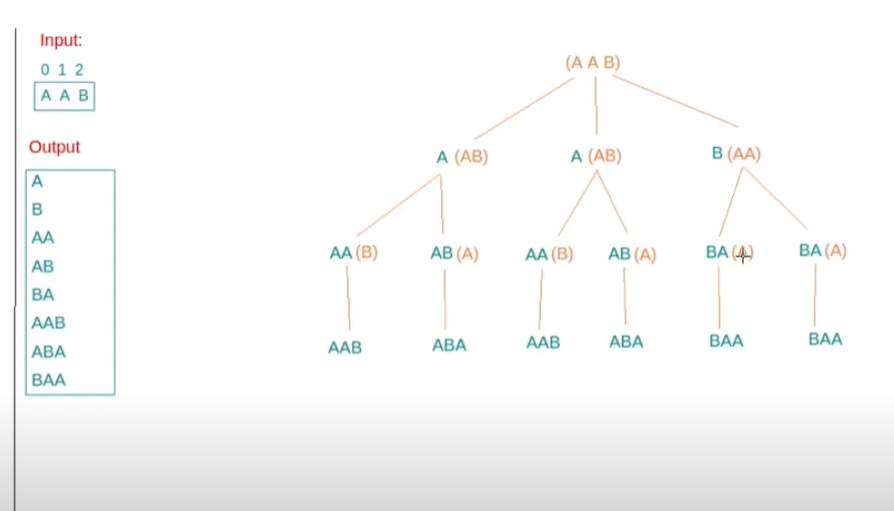 Input:
0 1 2
A A B
Output
A
B
AA
AB
BA
AAB
ABA
BAA
(A A B)
A (AB) A (AB) B (AA)
AA (B) AB (A) AA (B) AB (A) BA (A) BA (A)
AAB ABA AAB ABA BAA BAA